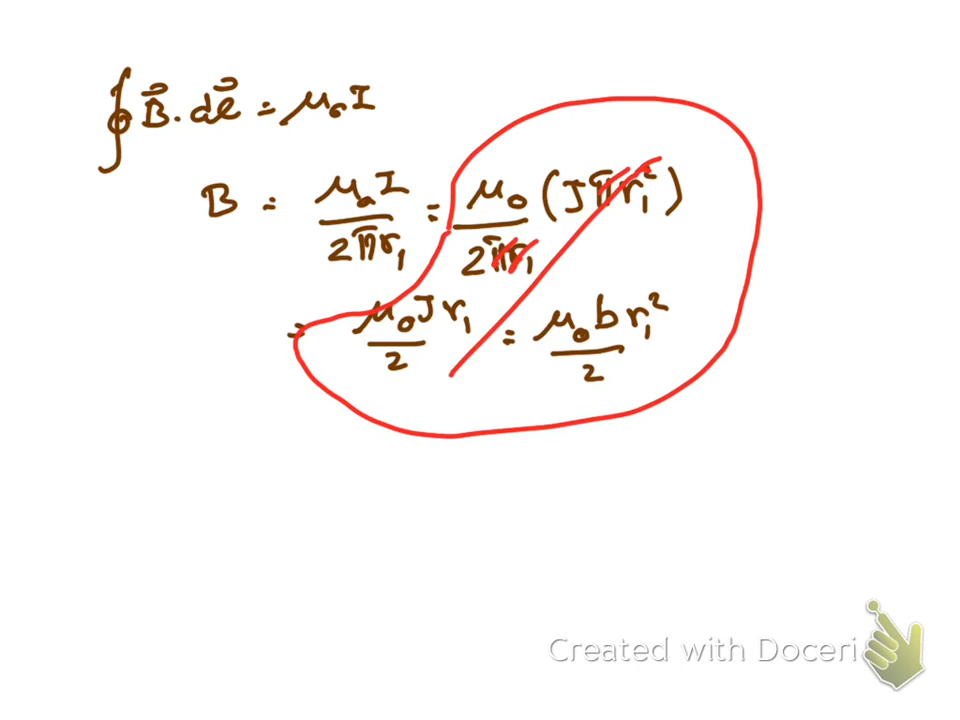 ∮ B⃗ . dl⃗ = μ₀I
B = μ₀I / 2πr₁ = μ₀ / 2πr₁ (Jπr₁²)
= μ₀Jr₁ / 2 = μ₀br₁² / 2
Created with Doceri